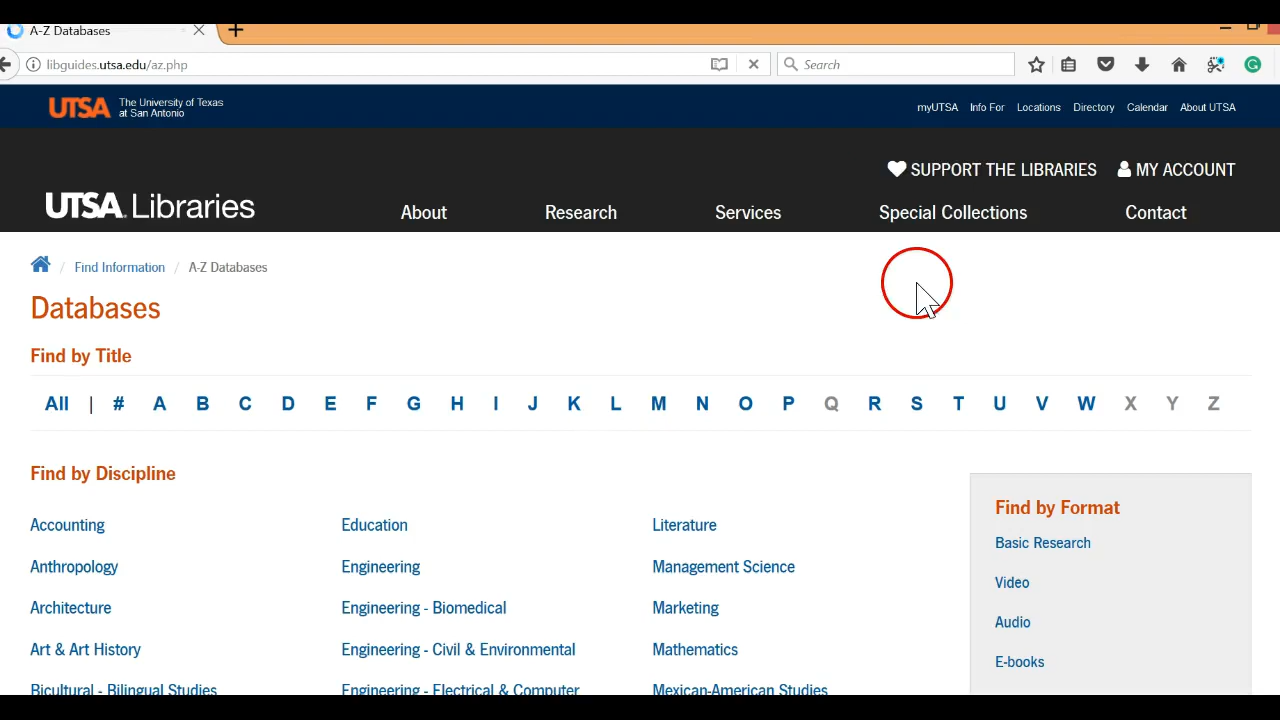 A-Z Databases
libguides.utsa.edu/az.php
Search
UTSA The University of Texas at San Antonio
myUTSA Info For Locations Directory Calendar About UTSA
SUPPORT THE LIBRARIES MY ACCOUNT
UTSA Libraries
About Research Services Special Collections Contact
/ Find Information / A-Z Databases
Databases
Find by Title
All | # A B C D E F G H I J K L M N O P Q R S T U V W X Y Z
Find by Discipline
Accounting Education Literature
Anthropology Engineering Management Science
Architecture Engineering - Biomedical Marketing
Art & Art History Engineering - Civil & Environmental Mathematics
Bicultural - Bilingual Studies Engineering - Electrical & Computer Mexican-American Studies
Find by Format
Basic Research
Video
Audio
E-books